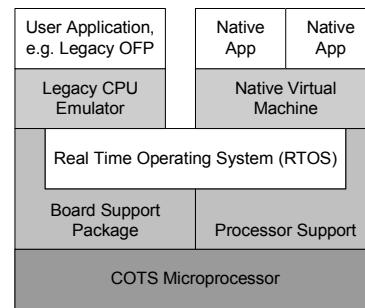 User Application,
e.g. Legacy OFP
Native
App
Native
App
Legacy CPU
Emulator
Native Virtual
Machine
Real Time Operating System (RTOS)
Board Support
Package
Processor Support
COTS Microprocessor